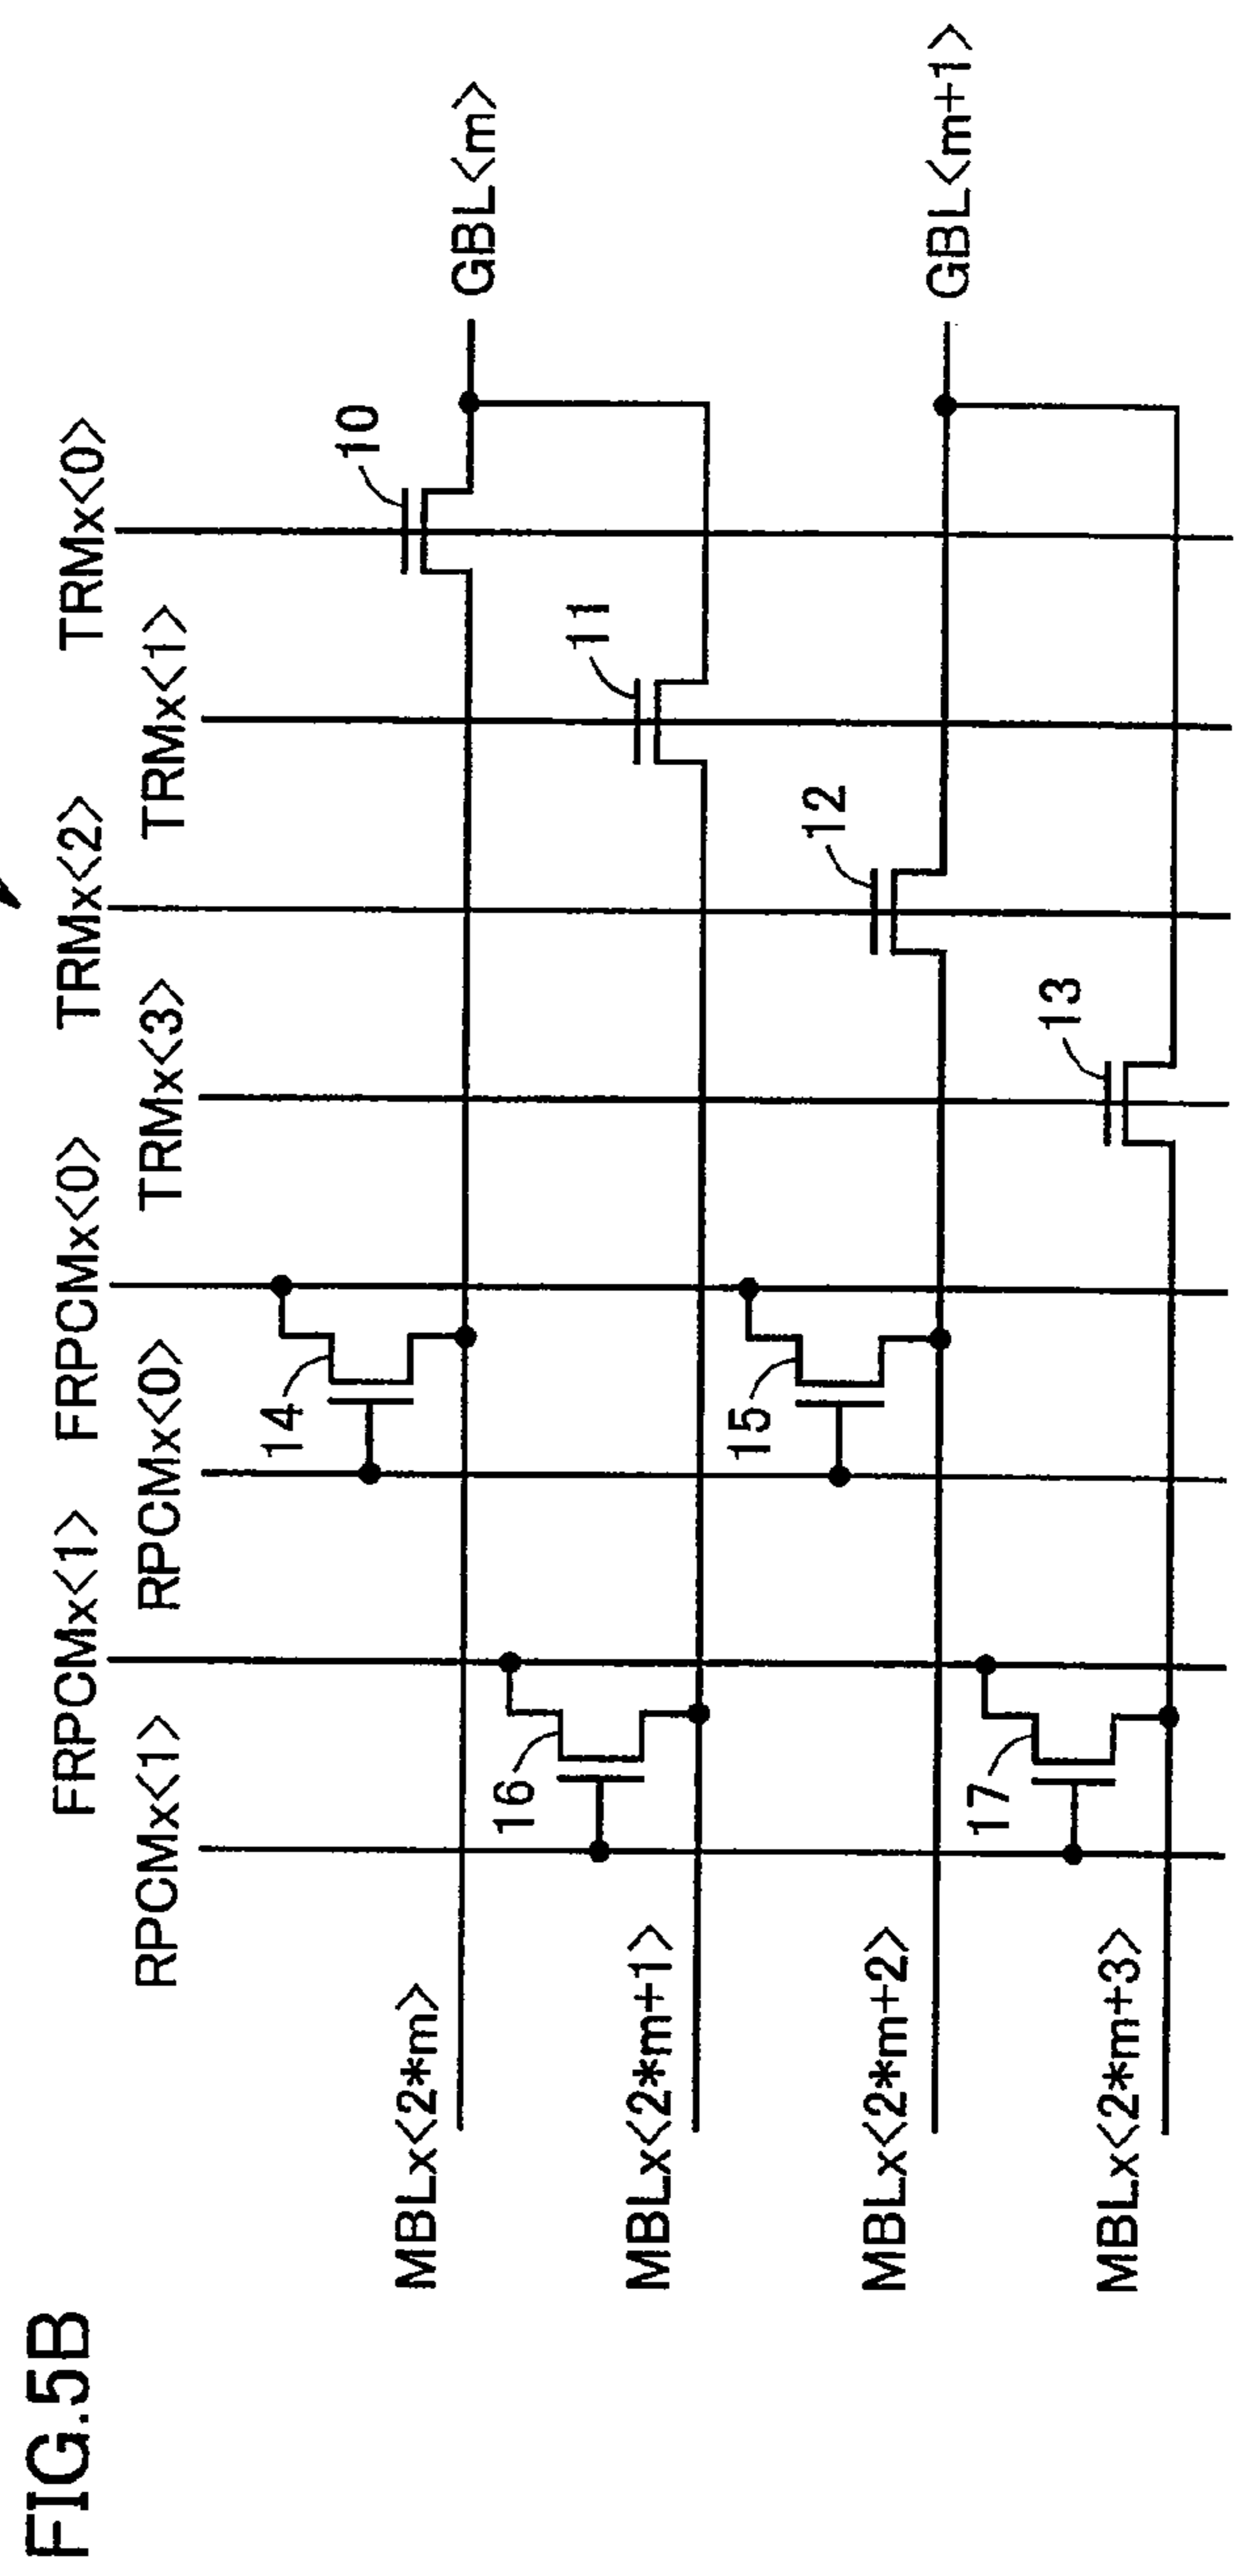 FIG.5B
RPCMx<1>
FRPCMx<1>
RPCMx<0>
FRPCMx<0>
TRMx<3>
TRMx<2>
TRMx<1>
TRMx<0>
MBLx<2*m>
14
10
GBL<m>
MBLx<2*m+1>
16
11
MBLx<2*m+2>
15
12
GBL<m+1>
MBLx<2*m+3>
17
13